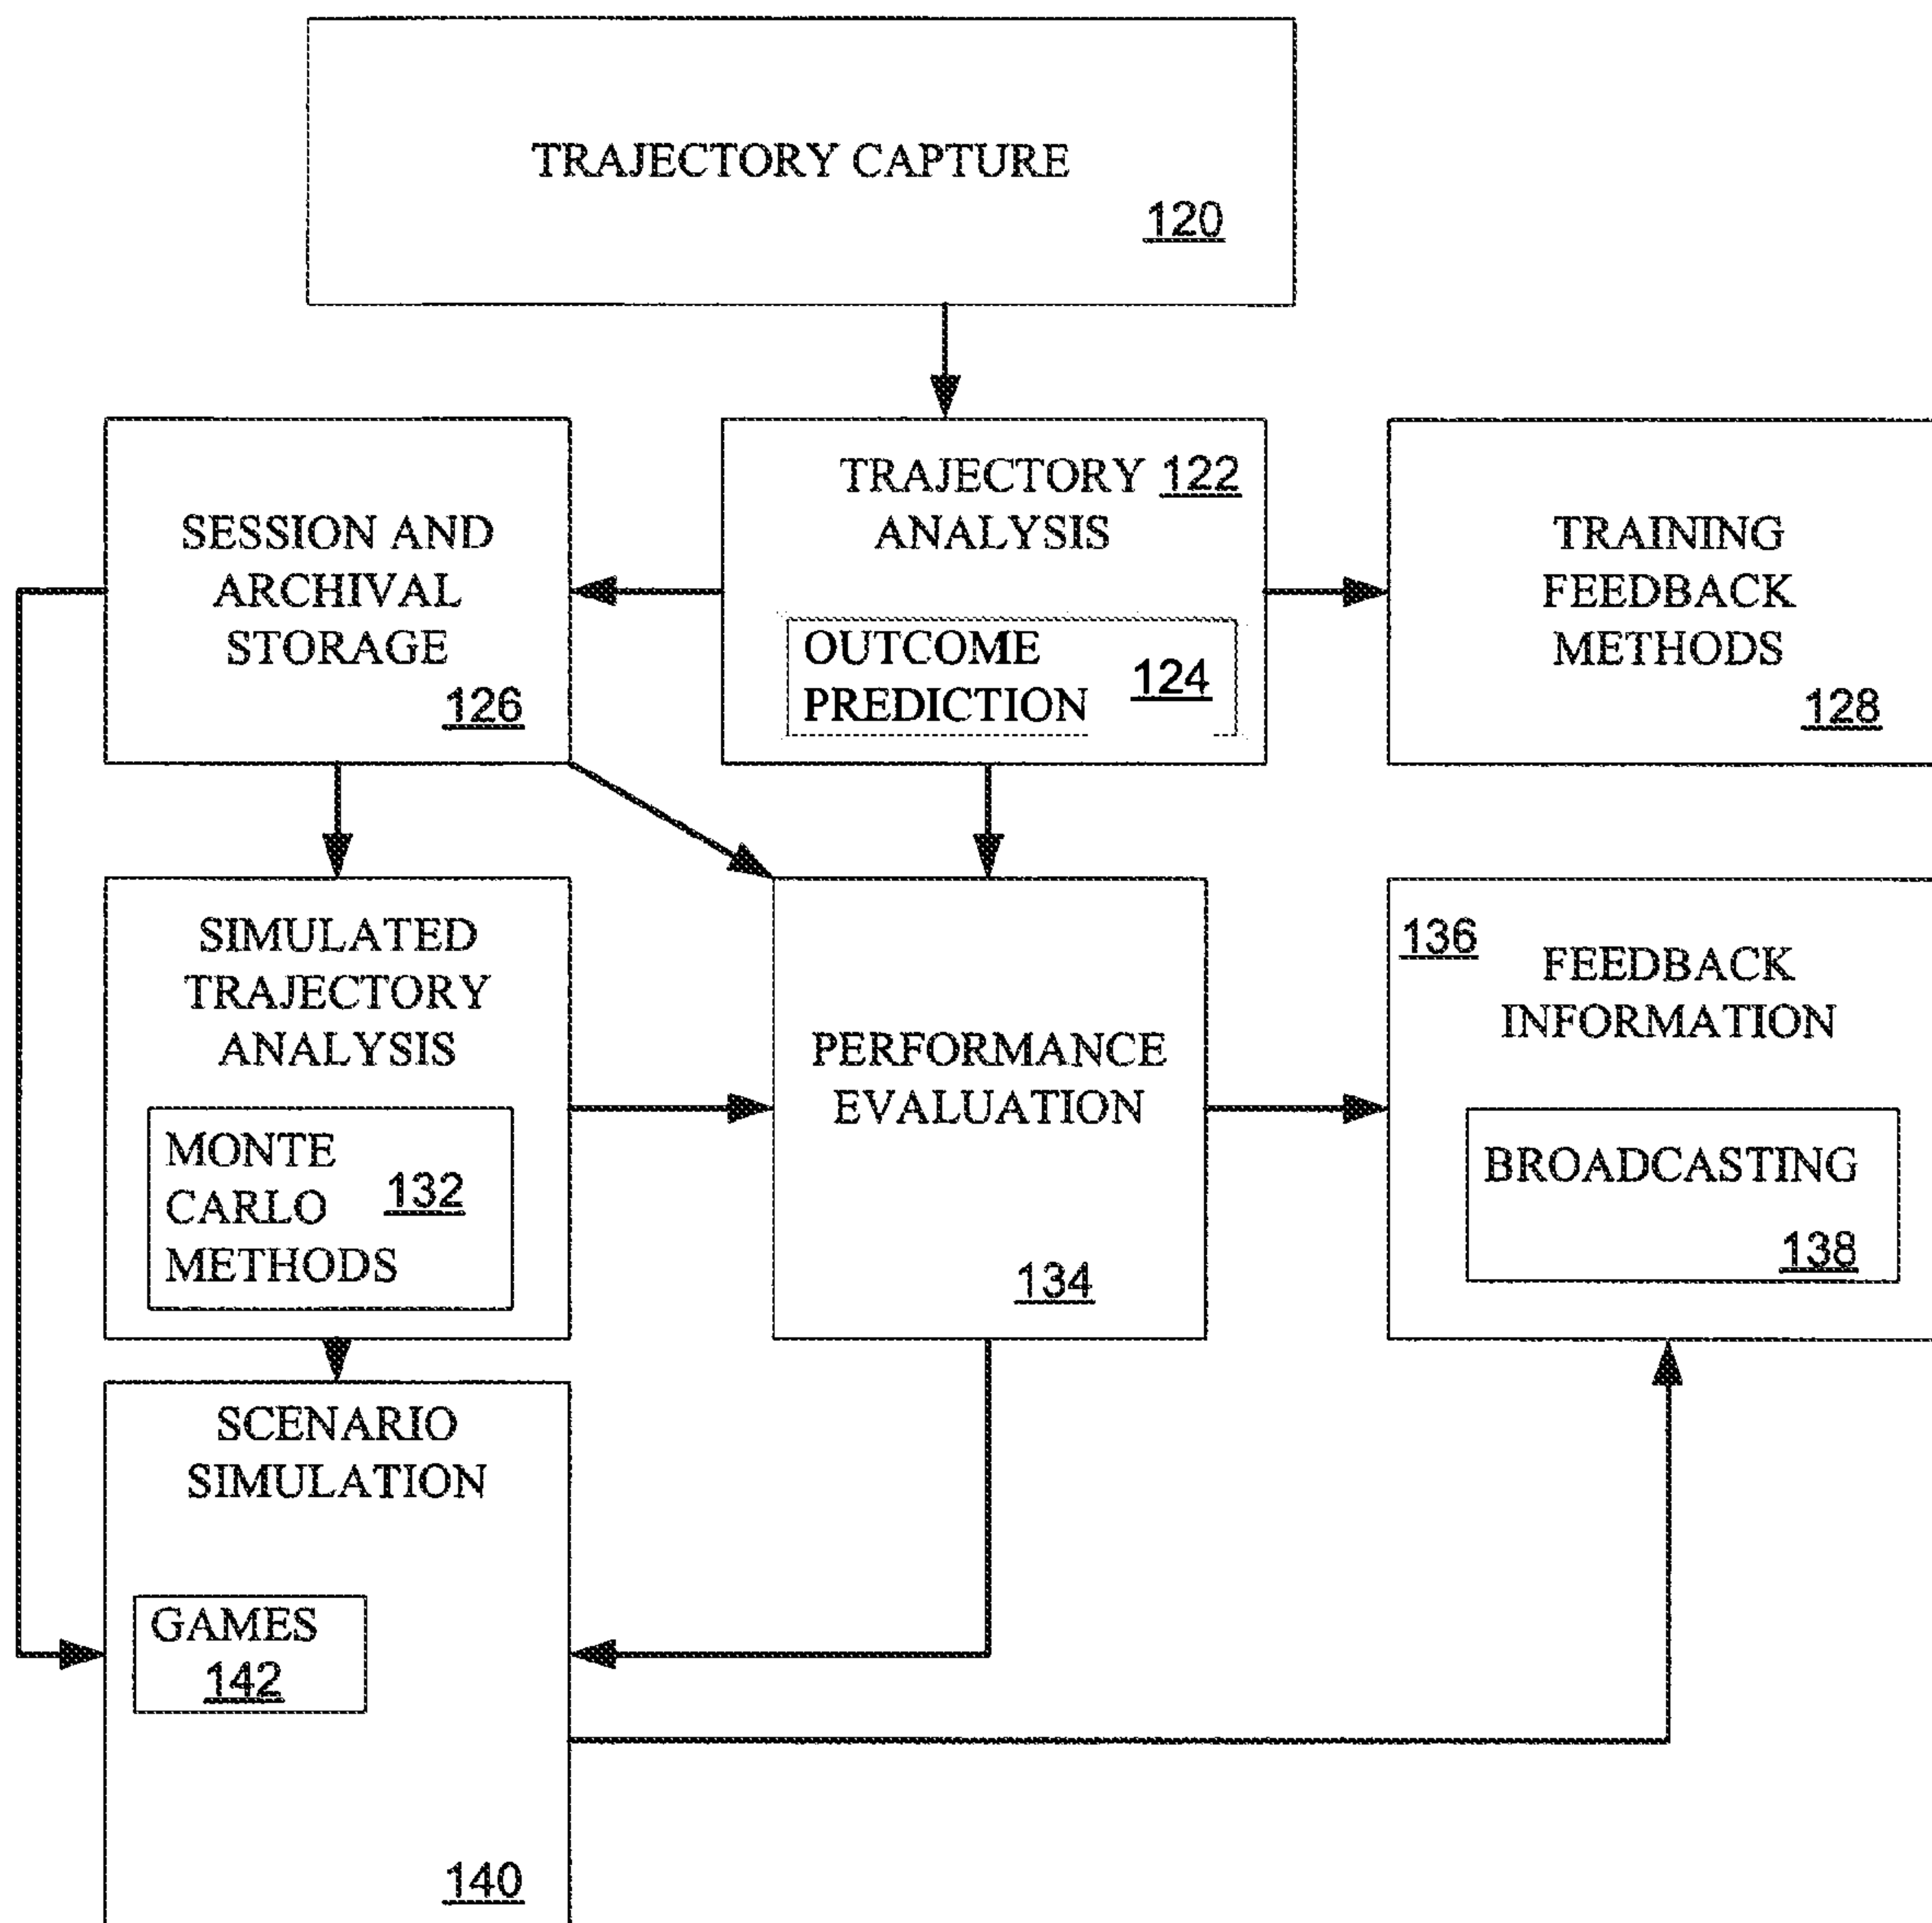 TRAJECTORY CAPTURE
120
SESSION AND
ARCHIVAL
STORAGE
126
TRAJECTORY 122
ANALYSIS
OUTCOME
PREDICTION
124
TRAINING
FEEDBACK
METHODS
128
SIMULATED
TRAJECTORY
ANALYSIS
MONTE
CARLO
METHODS
132
PERFORMANCE
EVALUATION
134
136
FEEDBACK
INFORMATION
BROADCASTING
138
SCENARIO
SIMULATION
GAMES
142
140